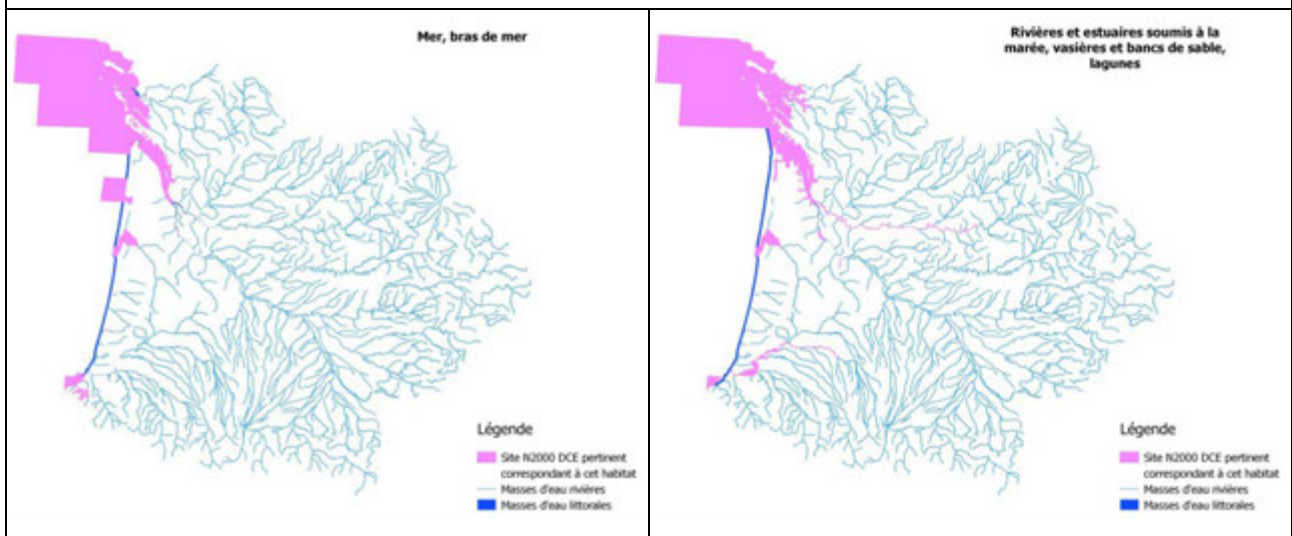 Mer, bras de mer
Légende
Site N2000 DCE pertinent
correspondant à cet habitat
Masses d'eau rivières
Masses d'eau littorales
Rivières et estuaires soumis à la
marée, vasières et bancs de sable,
lagunes
Légende
Site N2000 DCE pertinent
correspondant à cet habitat
Masses d'eau rivières
Masses d'eau littorales